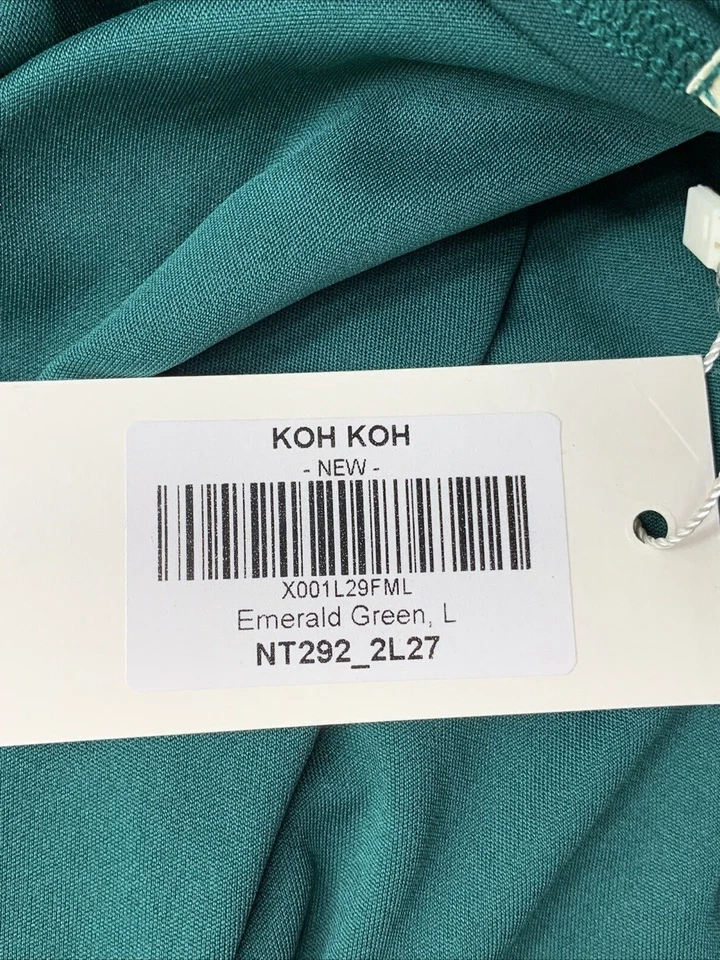 KOH KOH
- NEW -
X001L29FML
Emerald Green, L
NT292_2L27